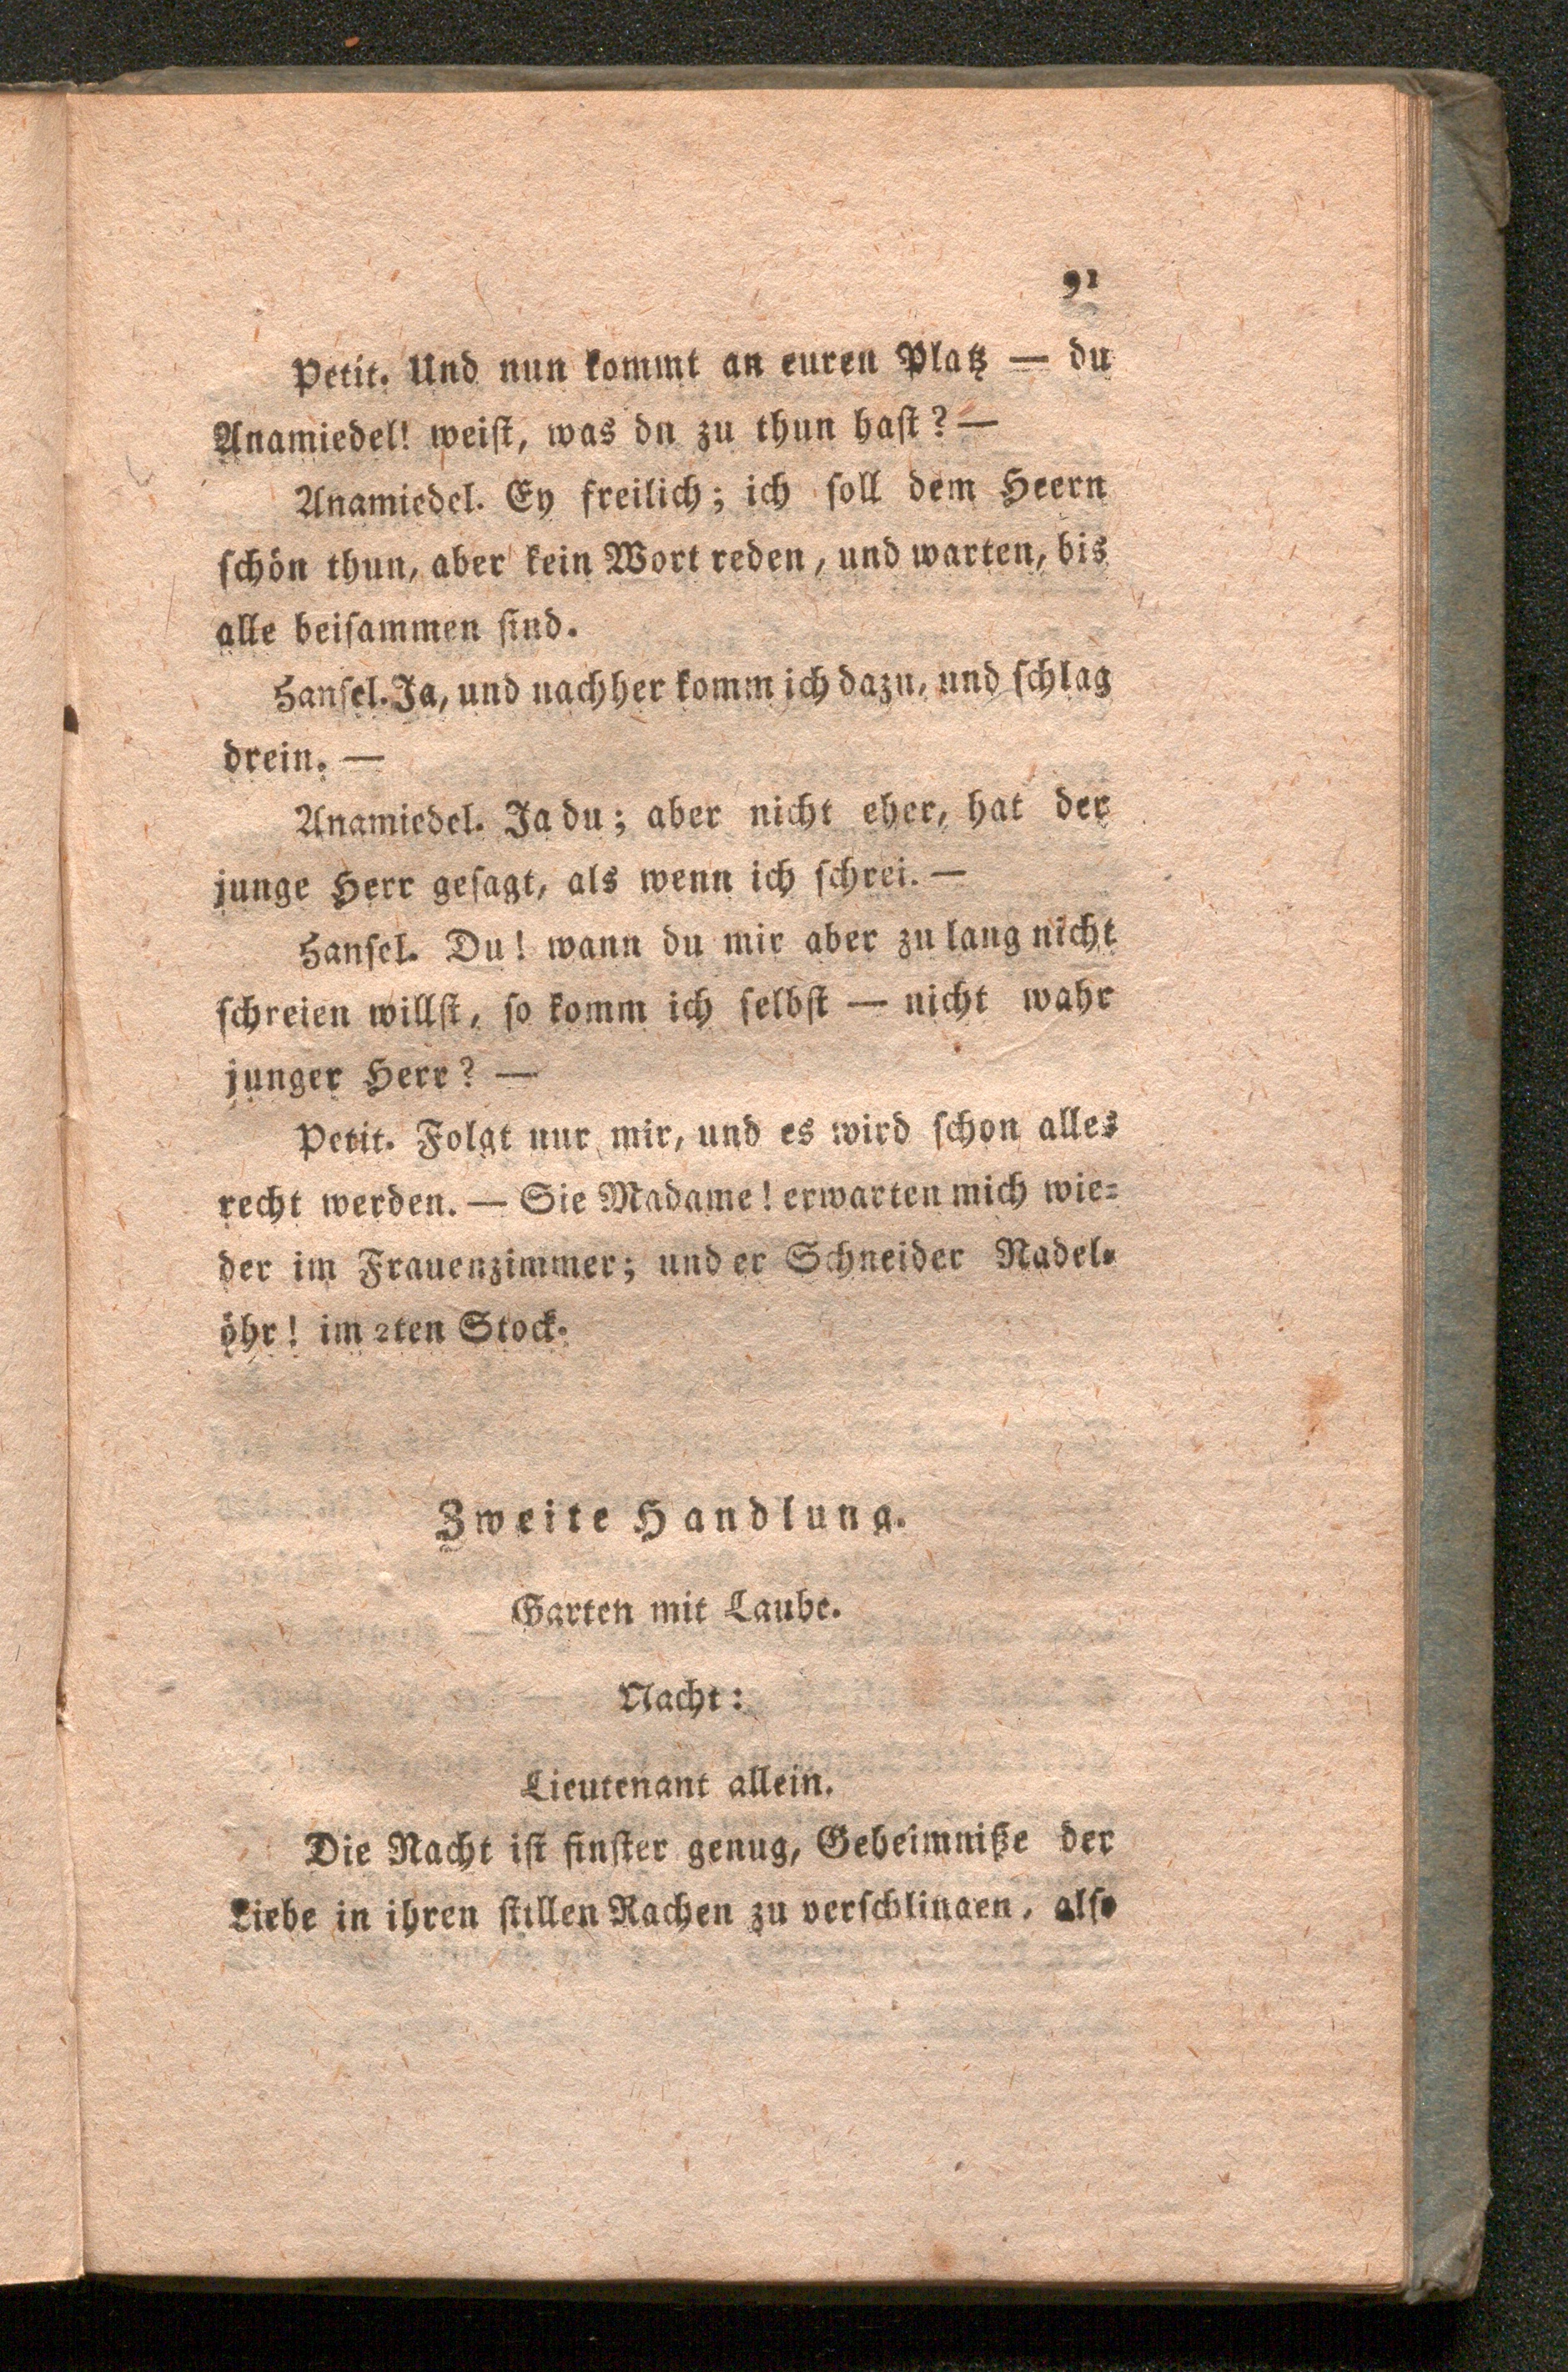 91
Petit. Und nun kommt an euren Platz — du
Anamiedel! weiſt, was dn zu thun haſt? —
Anamiedel. Ey freilich; ich ſoll dem Heern
ſchön thun, aber kein Wort reden, und warten, bis
alle beiſammen ſind.
Hanſel. Ja, und nachher komm ich dazu, und ſchlag
drein. —
Anamiedel. Ja du; aber nicht eher, hat der
junge Herr geſagt, als wenn ich ſchrei. —
Hanſel. Du! wann du mir aber zu lang nicht
ſchreien willſt, ſo komm ich ſelbſt — nicht wahr
junger Herr? —
Petit. Folgt nur mir, und es wird ſchon alles
recht werden. — Sie Madame! erwarten mich wie-
der im Frauenzimmer; und er Schneider Nadel-
öhr! im 2ten Stock.
Zweite Handlung.
Garten mit Laube.
Nacht:
Lieutenant allein.
Die Nacht iſt finſter genug, Geheimniße der
Liebe in ihren ſtillen Rachen zu verſchlingen, alſo